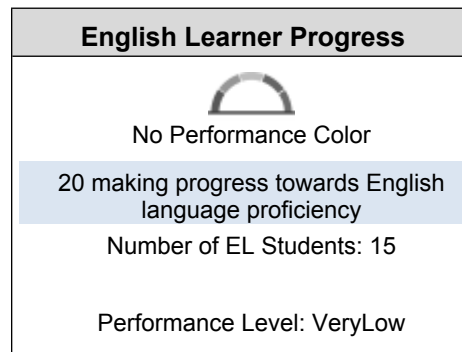 English Learner Progress
No Performance Color
20 making progress towards English
language proficiency
Number of EL Students: 15
Performance Level: VeryLow